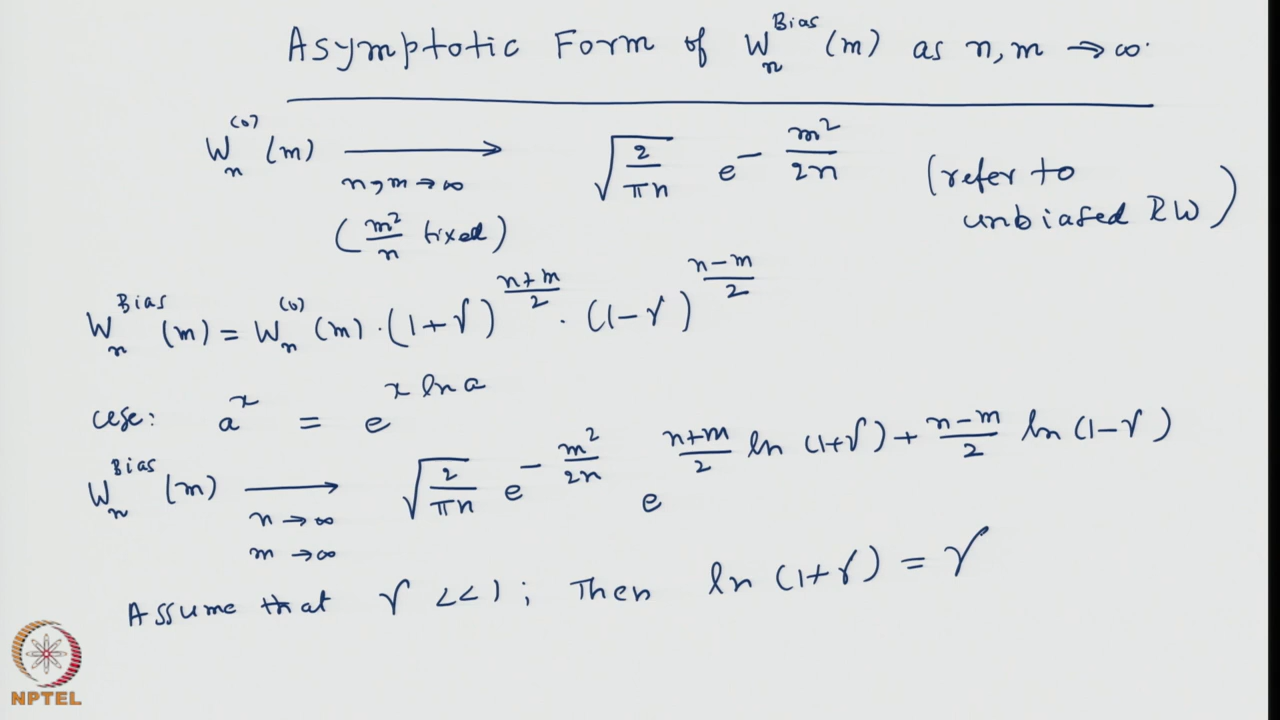 Asymptotic Form of W_n^Bias (m) as n, m → ∞.
W_n^(0) (m) ⟶ √(2/πn) e^(- m²/2n) (refer to
n, m → ∞ unbiased RW)
(m²/n fixed)
W_n^Bias (m) = W_n^(0) (m) · (1+γ)^((n+m)/2) · (1-γ)^((n-m)/2)
use: a^x = e^(x ln a)
W_n^Bias (m) ⟶ √(2/πn) e^(- m²/2n) e^((n+m)/2 ln (1+γ) + (n-m)/2 ln (1-γ))
n → ∞
m → ∞
Assume that γ << 1 ; Then ln (1+γ) = γ
NPTEL